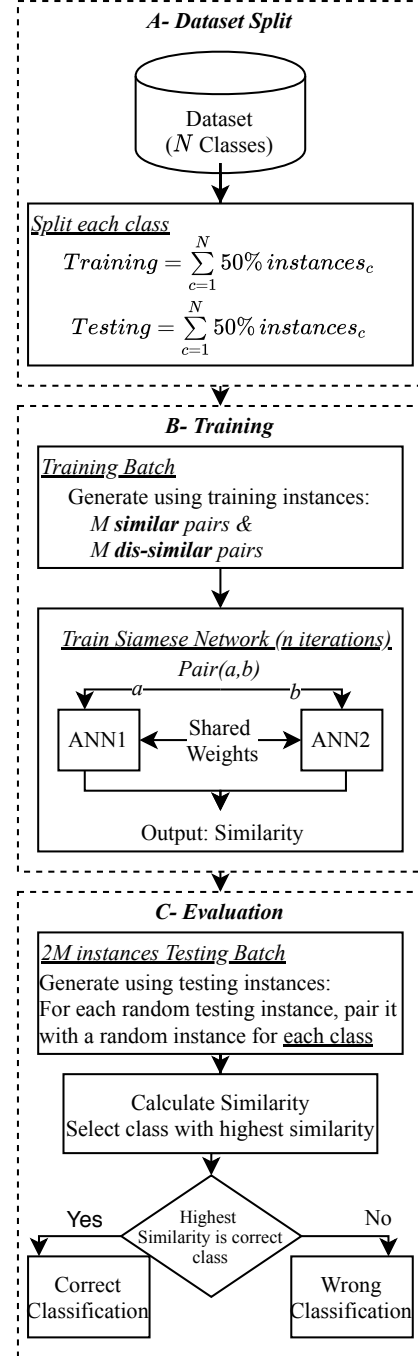 A- Dataset Split
Dataset
(N Classes)
Split each class
Training = \sum_{c=1}^{N} 50% instances_c
Testing = \sum_{c=1}^{N} 50% instances_c
B- Training
Training Batch
Generate using training instances:
M similar pairs &
M dis-similar pairs
Train Siamese Network (n iterations)
Pair(a,b)
a b
ANN1 Shared ANN2
Weights
Output: Similarity
C- Evaluation
2M instances Testing Batch
Generate using testing instances:
For each random testing instance, pair it
with a random instance for each class
Calculate Similarity
Select class with highest similarity
Yes Highest No
Similarity is correct
class
Correct Wrong
Classification Classification